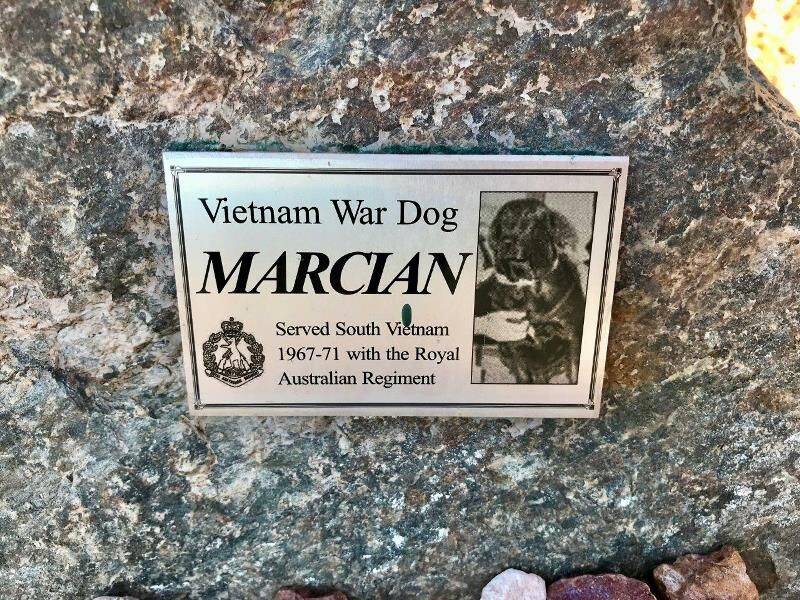 Vietnam War Dog
MARCIAN
Served South Vietnam
1967-71 with the Royal
Australian Regiment